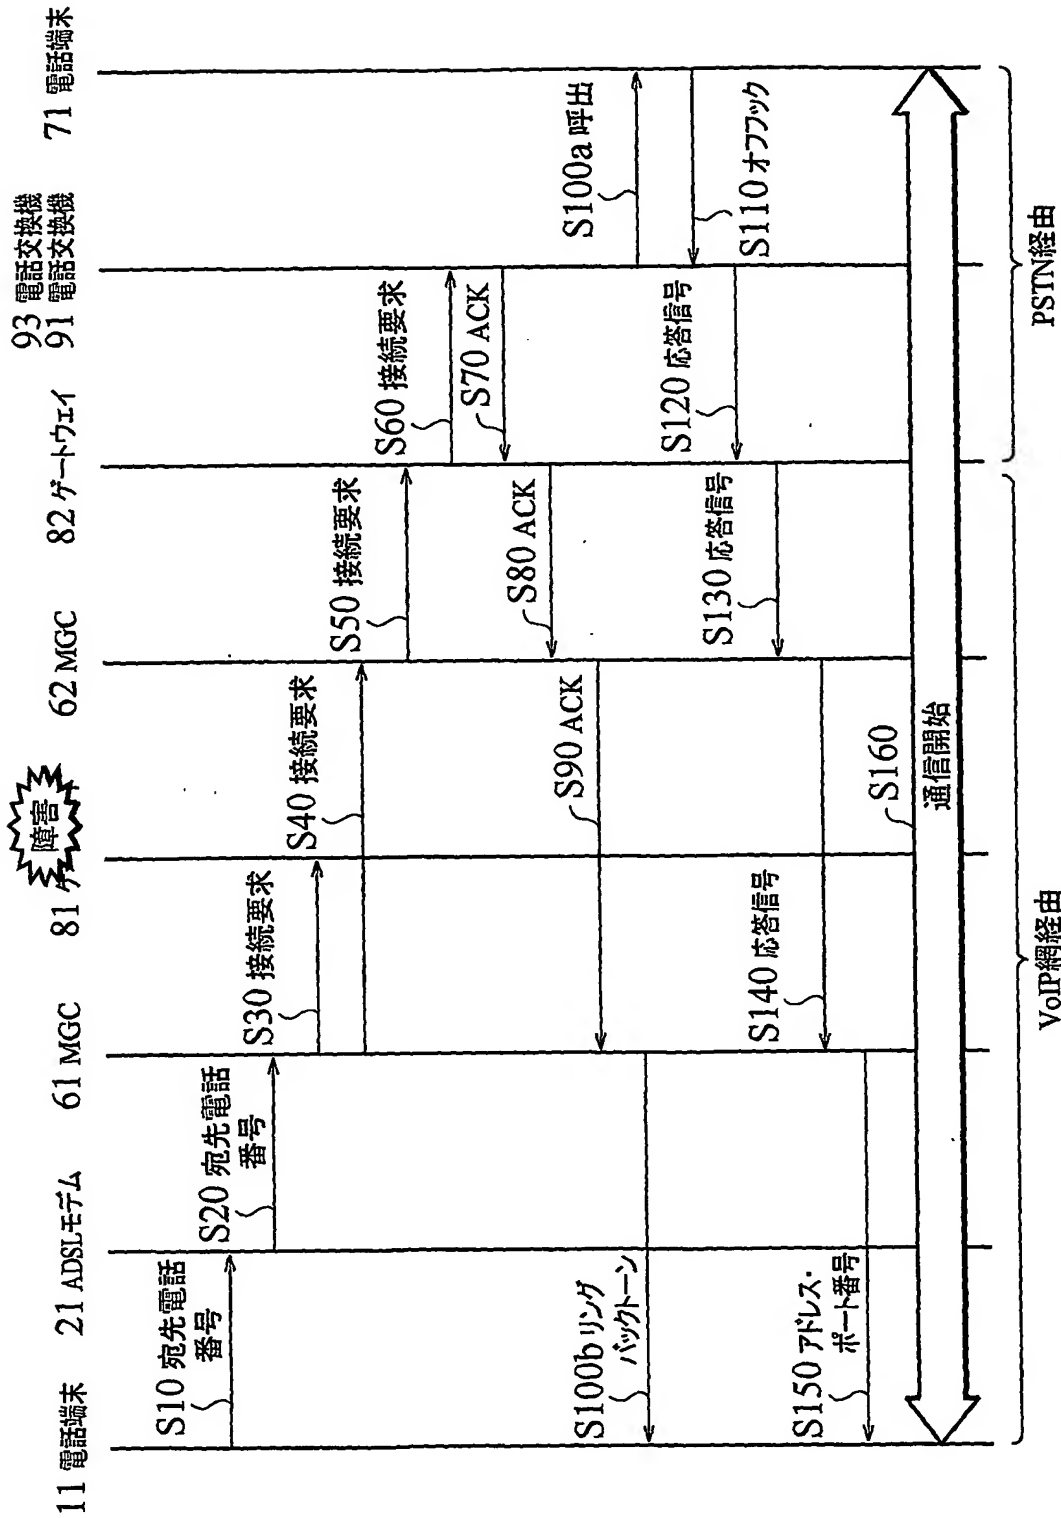 11 電話端末
21 ADSLモデム
61 MGC
81 ゲ
障害
62 MGC
82 ゲートウェイ
93 電話交換機
91 電話交換機
71 電話端末
S10 宛先電話
番号
S20 宛先電話
番号
S30 接続要求
S40 接続要求
S50 接続要求
S60 接続要求
S70 ACK
S80 ACK
S90 ACK
S100a 呼出
S100b リング
バックトーン
S110 オフフック
S120 応答信号
S130 応答信号
S140 応答信号
S150 アドレス・
ポート番号
S160
通信開始
VoIP網経由
PSTN経由